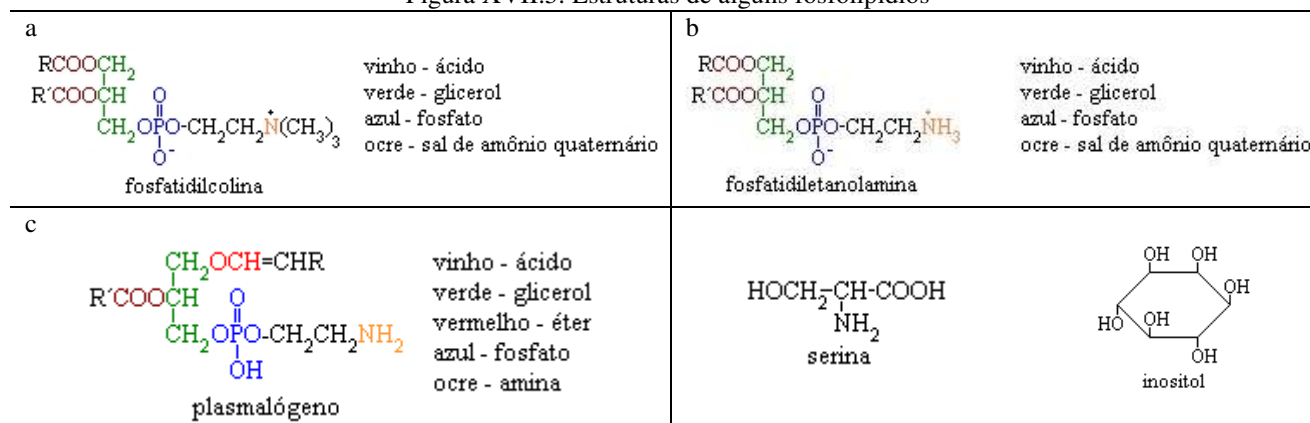 Figura XVII.3. Estruturas de alguns fosfolipídios
a
RCOOCH2
R´COOCH O
CH2OPO-CH2CH2N(CH3)3
O-
+
fosfatidilcolina
vinho - ácido
verde - glicerol
azul - fosfato
ocre - sal de amônio quaternário
b
RCOOCH2
R´COOCH O
CH2OPO-CH2CH2NH3
O-
+
fosfatidiletanolamina
vinho - ácido
verde - glicerol
azul - fosfato
ocre - sal de amônio quaternário
c
CH2OCH=CHR
R´COOCH O
CH2OPO-CH2CH2NH2
OH
plasmalógeno
vinho - ácido
verde - glicerol
vermelho - éter
azul - fosfato
ocre - amina
HOCH2-CH-COOH
NH2
serina
OH OH
OH
HO OH
OH
inositol